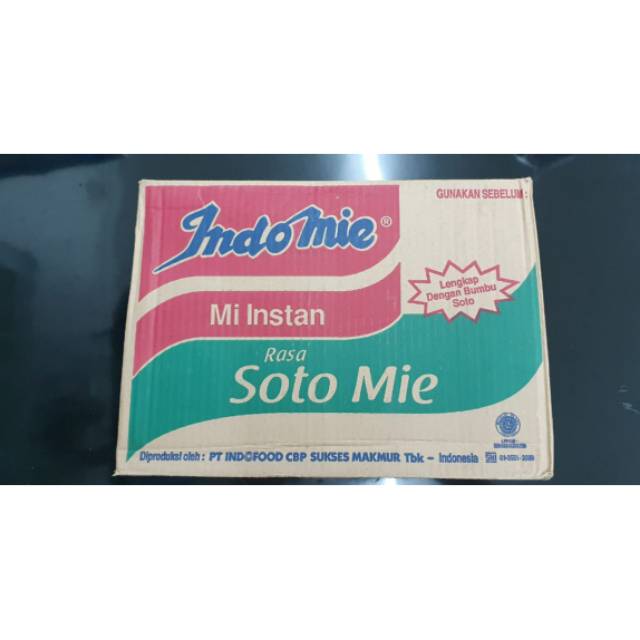 GUNAKAN SEBELUM :
Indomie®
Mi Instan
Lengkap
Dengan Bumbu
Soto
Rasa
Soto Mie
Diproduksi oleh : PT INDOFOOD CBP SUKSES MAKMUR Tbk – Indonesia SNI